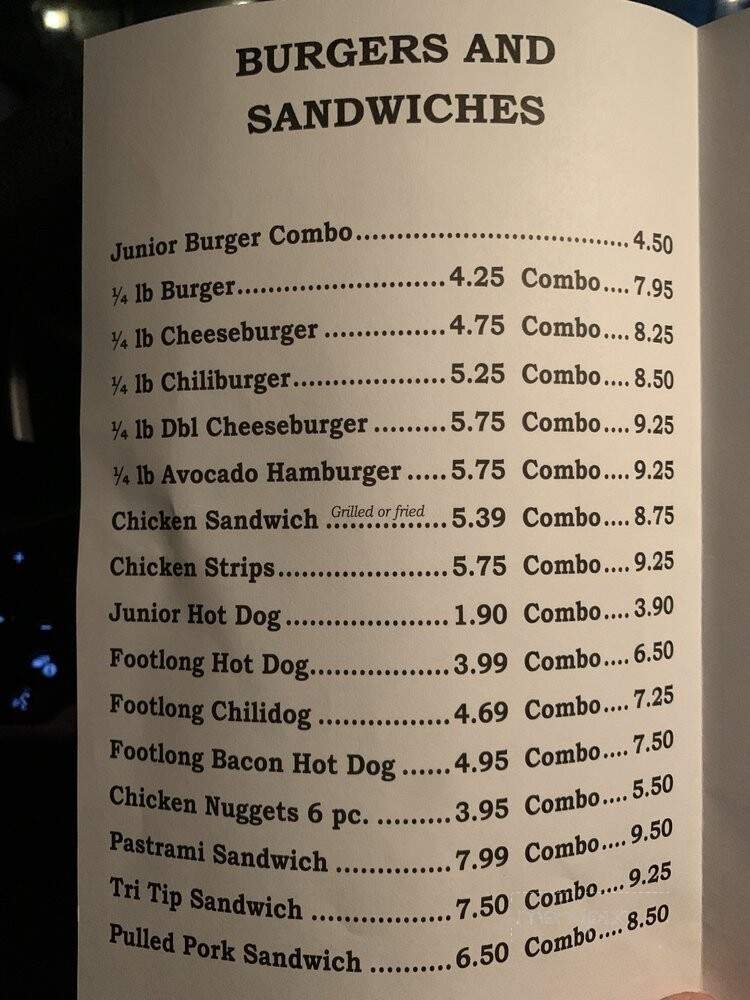 BURGERS AND
SANDWICHES
Junior Burger Combo....................................... 4.50
¼ lb Burger........................... 4.25 Combo.... 7.95
¼ lb Cheeseburger ............... 4.75 Combo.... 8.25
¼ lb Chiliburger................... 5.25 Combo.... 8.50
¼ lb Dbl Cheeseburger ......... 5.75 Combo.... 9.25
¼ lb Avocado Hamburger ..... 5.75 Combo.... 9.25
Chicken Sandwich Grilled or fried ............... 5.39 Combo.... 8.75
Chicken Strips..................... 5.75 Combo.... 9.25
Junior Hot Dog .................... 1.90 Combo.... 3.90
Footlong Hot Dog................. 3.99 Combo.... 6.50
Footlong Chilidog ................ 4.69 Combo.... 7.25
Footlong Bacon Hot Dog ...... 4.95 Combo.... 7.50
Chicken Nuggets 6 pc. ......... 3.95 Combo.... 5.50
Pastrami Sandwich .............. 7.99 Combo.... 9.50
Tri Tip Sandwich ................. 7.50 Combo.... 9.25
Pulled Pork Sandwich .......... 6.50 Combo.... 8.50